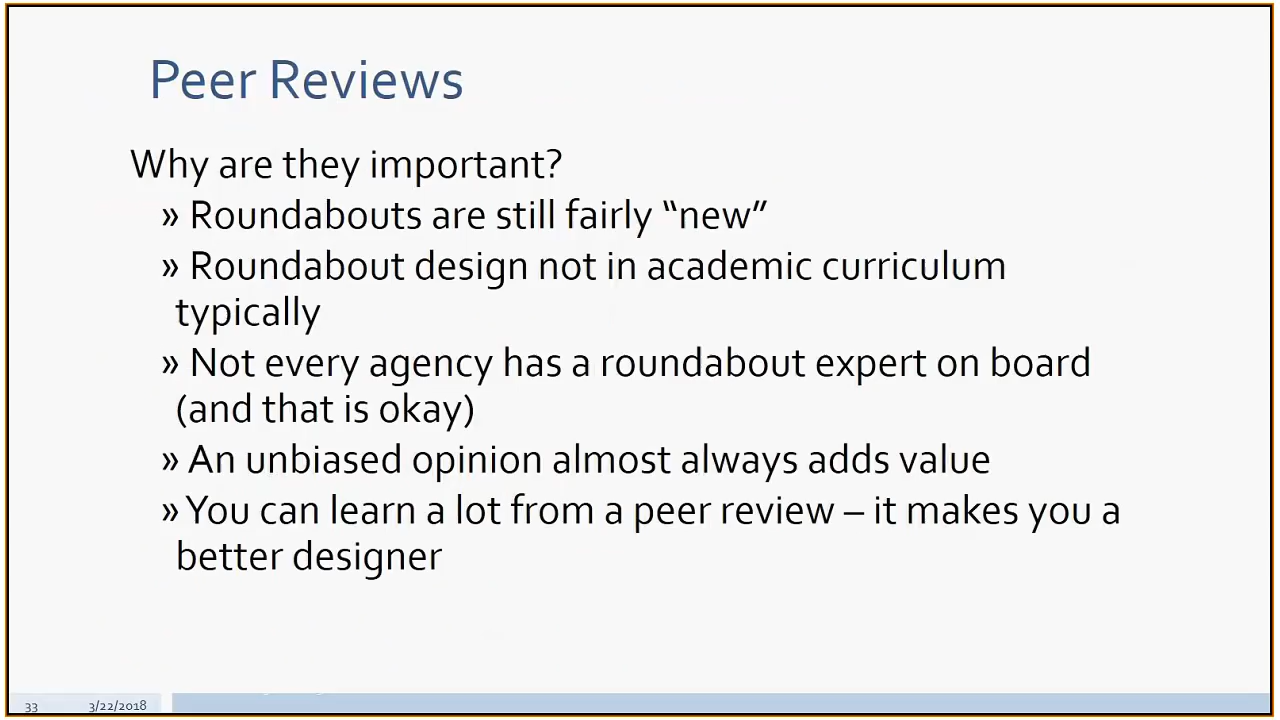 Peer Reviews
Why are they important?
» Roundabouts are still fairly “new”
» Roundabout design not in academic curriculum
typically
» Not every agency has a roundabout expert on board
(and that is okay)
» An unbiased opinion almost always adds value
» You can learn a lot from a peer review – it makes you a
better designer
33 3/22/2018